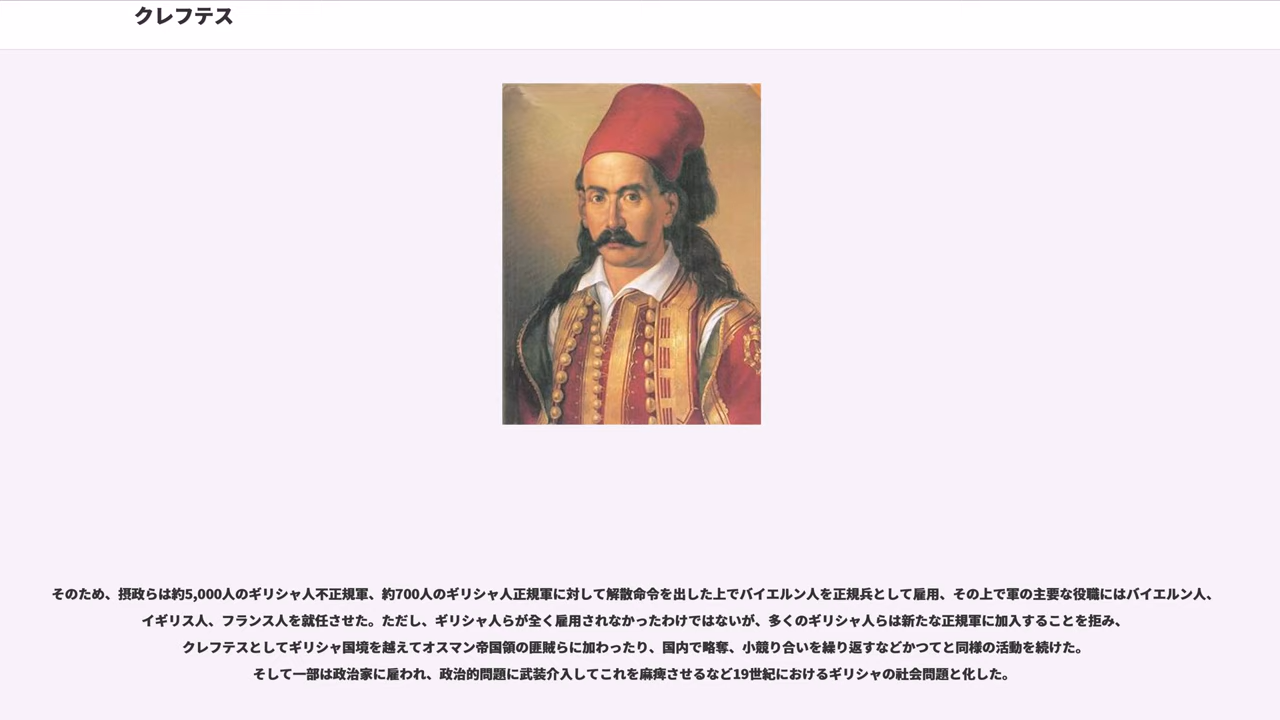 クレフテス
そのため、摂政らは約5,000人のギリシャ人不正規軍、約700人のギリシャ人正規軍に対して解散命令を出した上でバイエルン人を正規兵として雇用、その上で軍の主要な役職にはバイエルン人、
イギリス人、フランス人を就任させた。ただし、ギリシャ人らが全く雇用されなかったわけではないが、多くのギリシャ人らは新たな正規軍に加入することを拒み、
クレフテスとしてギリシャ国境を越えてオスマン帝国領の匪賊らに加わったり、国内で略奪、小競り合いを繰り返すなどかつてと同様の活動を続けた。
そして一部は政治家に雇われ、政治的問題に武装介入してこれを麻痺させるなど19世紀におけるギリシャの社会問題と化した。